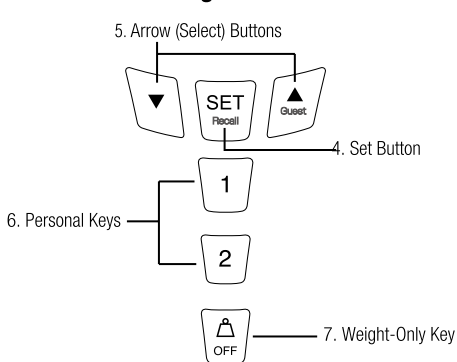 5. Arrow (Select) Buttons
SET
Recall
Guest
4. Set Button
1
6. Personal Keys
2
7. Weight-Only Key
OFF